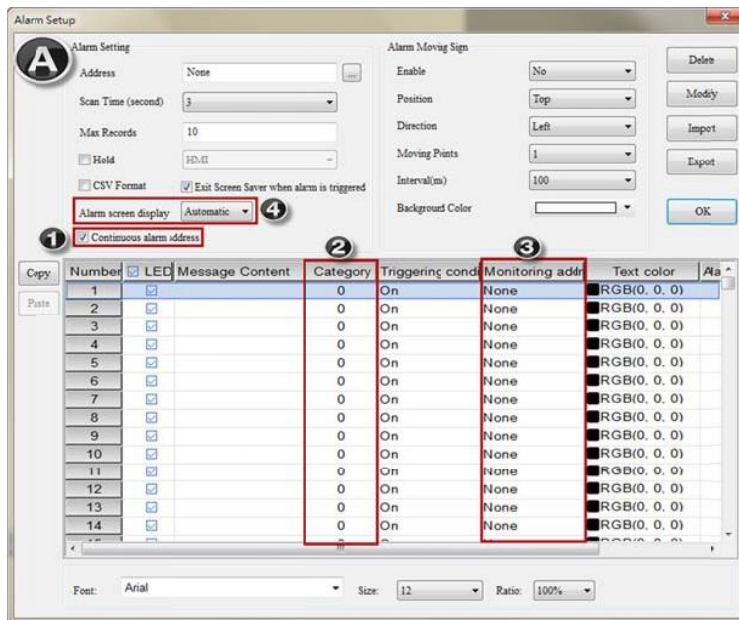 Alarm Setup
A
Alarm Setting
Address None ...
Scan Time (second) 3
Max Records 10
Hold HMI
CSV Format Exit Screen Saver when alarm is triggered
Alarm screen display Automatic 4
1 Continuous alarm address
Alarm Moving Sign
Enable No
Position Top
Direction Left
Moving Points 1
Interval(ms) 100
Background Color
Delete
Modify
Import
Export
OK
Copy
Paste
2 3
Number LED Message Content Category Triggering condi Monitoring addr Text color Ala
1 0 On None RGB(0, 0, 0)
2 0 On None RGB(0, 0, 0)
3 0 On None RGB(0, 0, 0)
4 0 On None RGB(0, 0, 0)
5 0 On None RGB(0, 0, 0)
6 0 On None RGB(0, 0, 0)
7 0 On None RGB(0, 0, 0)
8 0 On None RGB(0, 0, 0)
9 0 On None RGB(0, 0, 0)
10 0 On None RGB(0, 0, 0)
11 0 On None RGB(0, 0, 0)
12 0 On None RGB(0, 0, 0)
13 0 On None RGB(0, 0, 0)
14 0 On None RGB(0, 0, 0)
Font: Arial Size: 12 Ratio: 100%